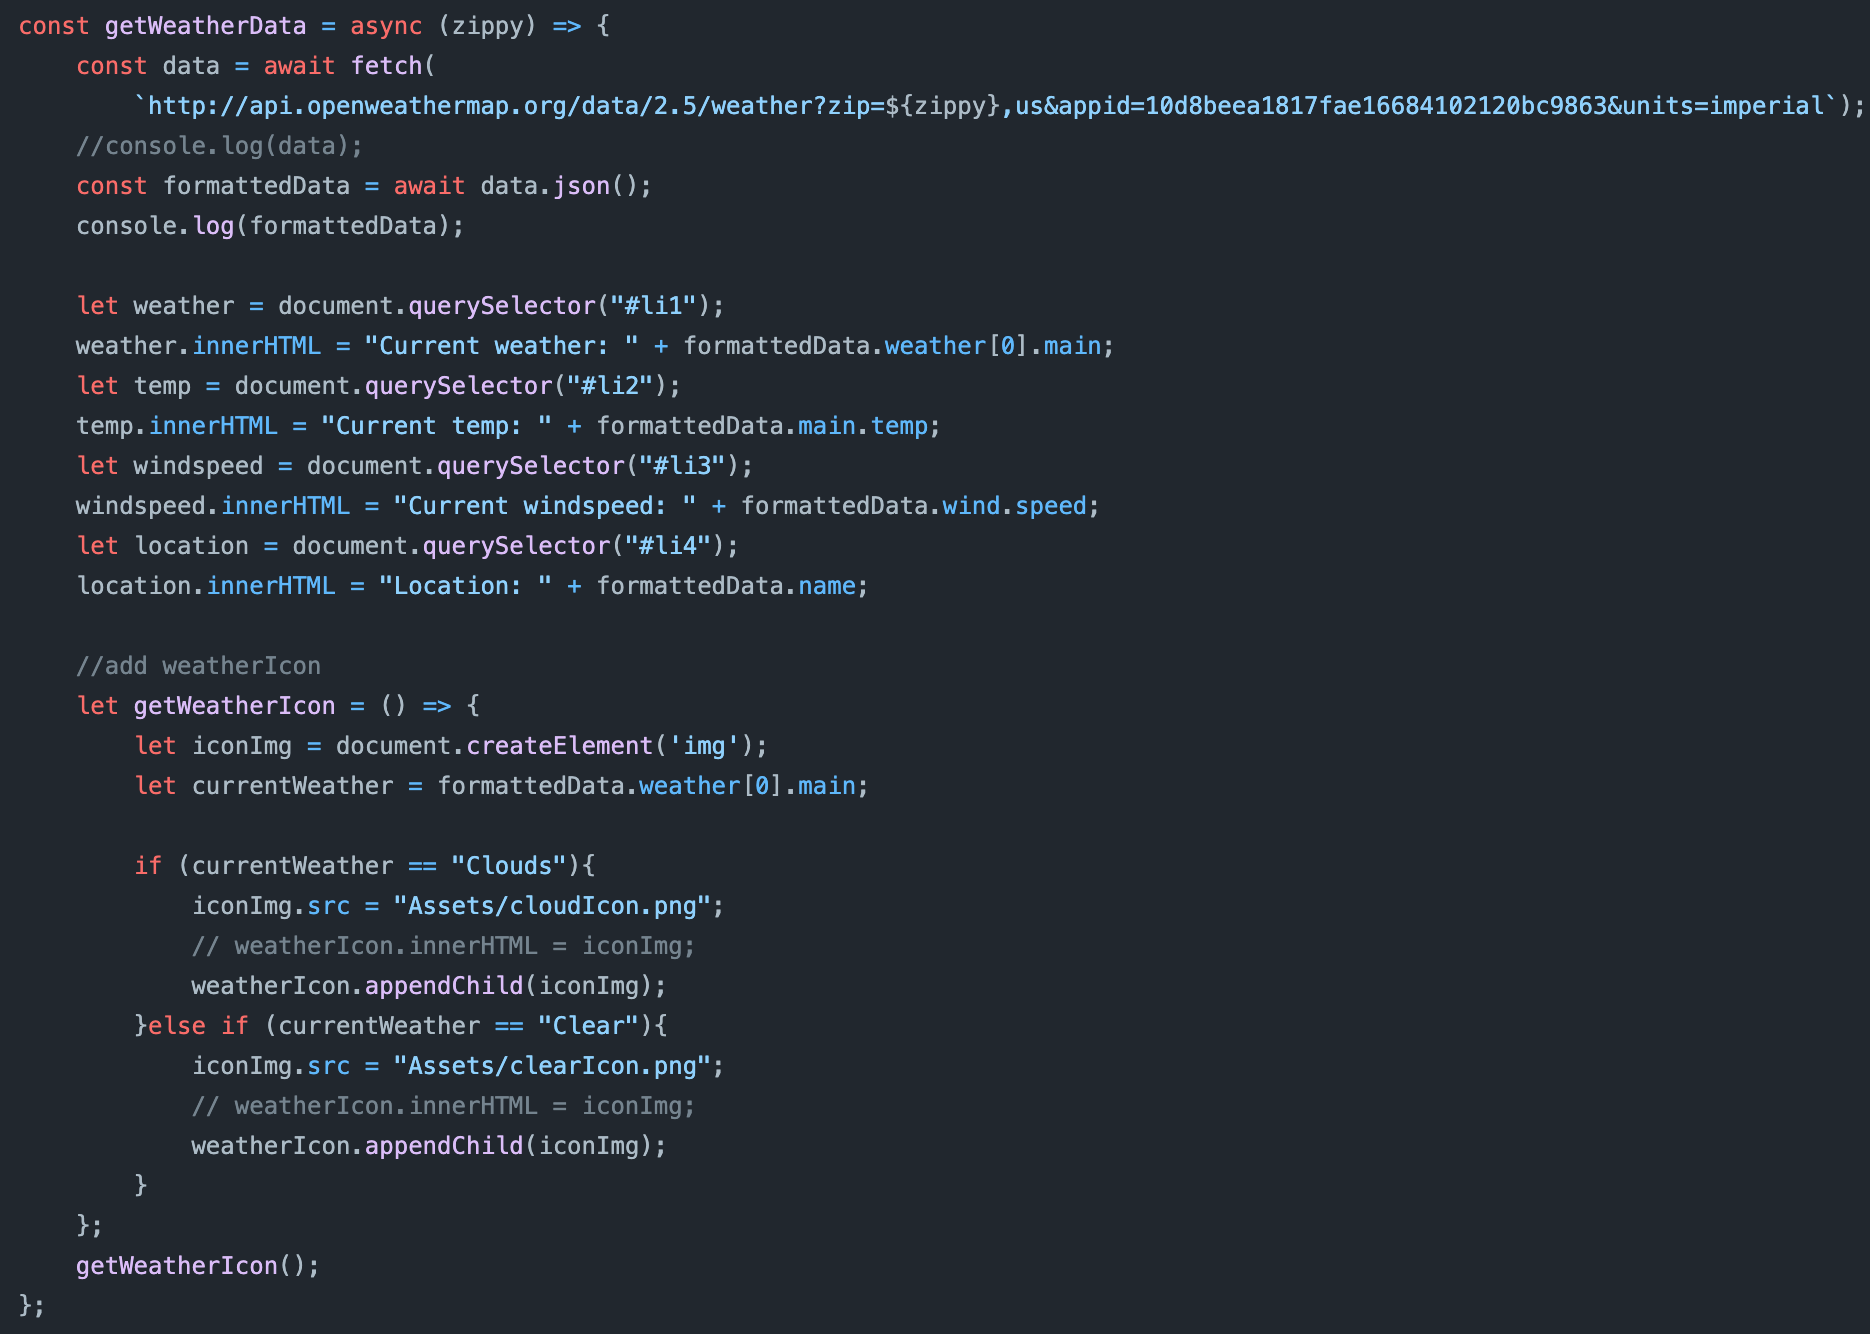 const getWeatherData = async (zippy) => {
    const data = await fetch(
        `http://api.openweathermap.org/data/2.5/weather?zip=${zippy},us&appid=10d8beea1817fae16684102120bc9863&units=imperial`);
    //console.log(data);
    const formattedData = await data.json();
    console.log(formattedData);

    let weather = document.querySelector("#li1");
    weather.innerHTML = "Current weather: " + formattedData.weather[0].main;
    let temp = document.querySelector("#li2");
    temp.innerHTML = "Current temp: " + formattedData.main.temp;
    let windspeed = document.querySelector("#li3");
    windspeed.innerHTML = "Current windspeed: " + formattedData.wind.speed;
    let location = document.querySelector("#li4");
    location.innerHTML = "Location: " + formattedData.name;

    //add weatherIcon
    let getWeatherIcon = () => {
        let iconImg = document.createElement('img');
        let currentWeather = formattedData.weather[0].main;

        if (currentWeather == "Clouds"){
            iconImg.src = "Assets/cloudIcon.png";
            // weatherIcon.innerHTML = iconImg;
            weatherIcon.appendChild(iconImg);
        }else if (currentWeather == "Clear"){
            iconImg.src = "Assets/clearIcon.png";
            // weatherIcon.innerHTML = iconImg;
            weatherIcon.appendChild(iconImg);
        }
    };
    getWeatherIcon();
};